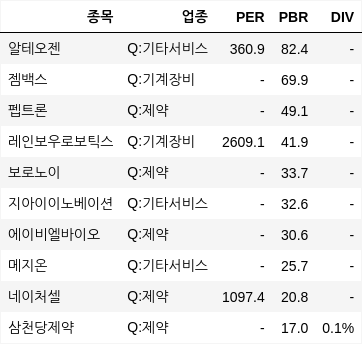 종목 업종 PER PBR DIV
알테오젠 Q:기타서비스 360.9 82.4 -
젬백스 Q:기계장비 - 69.9 -
펩트론 Q:제약 - 49.1 -
레인보우로보틱스 Q:기계장비 2609.1 41.9 -
보로노이 Q:제약 - 33.7 -
지아이이노베이션 Q:기타서비스 - 32.6 -
에이비엘바이오 Q:제약 - 30.6 -
메지온 Q:기타서비스 - 25.7 -
네이처셀 Q:제약 1097.4 20.8 -
삼천당제약 Q:제약 - 17.0 0.1%